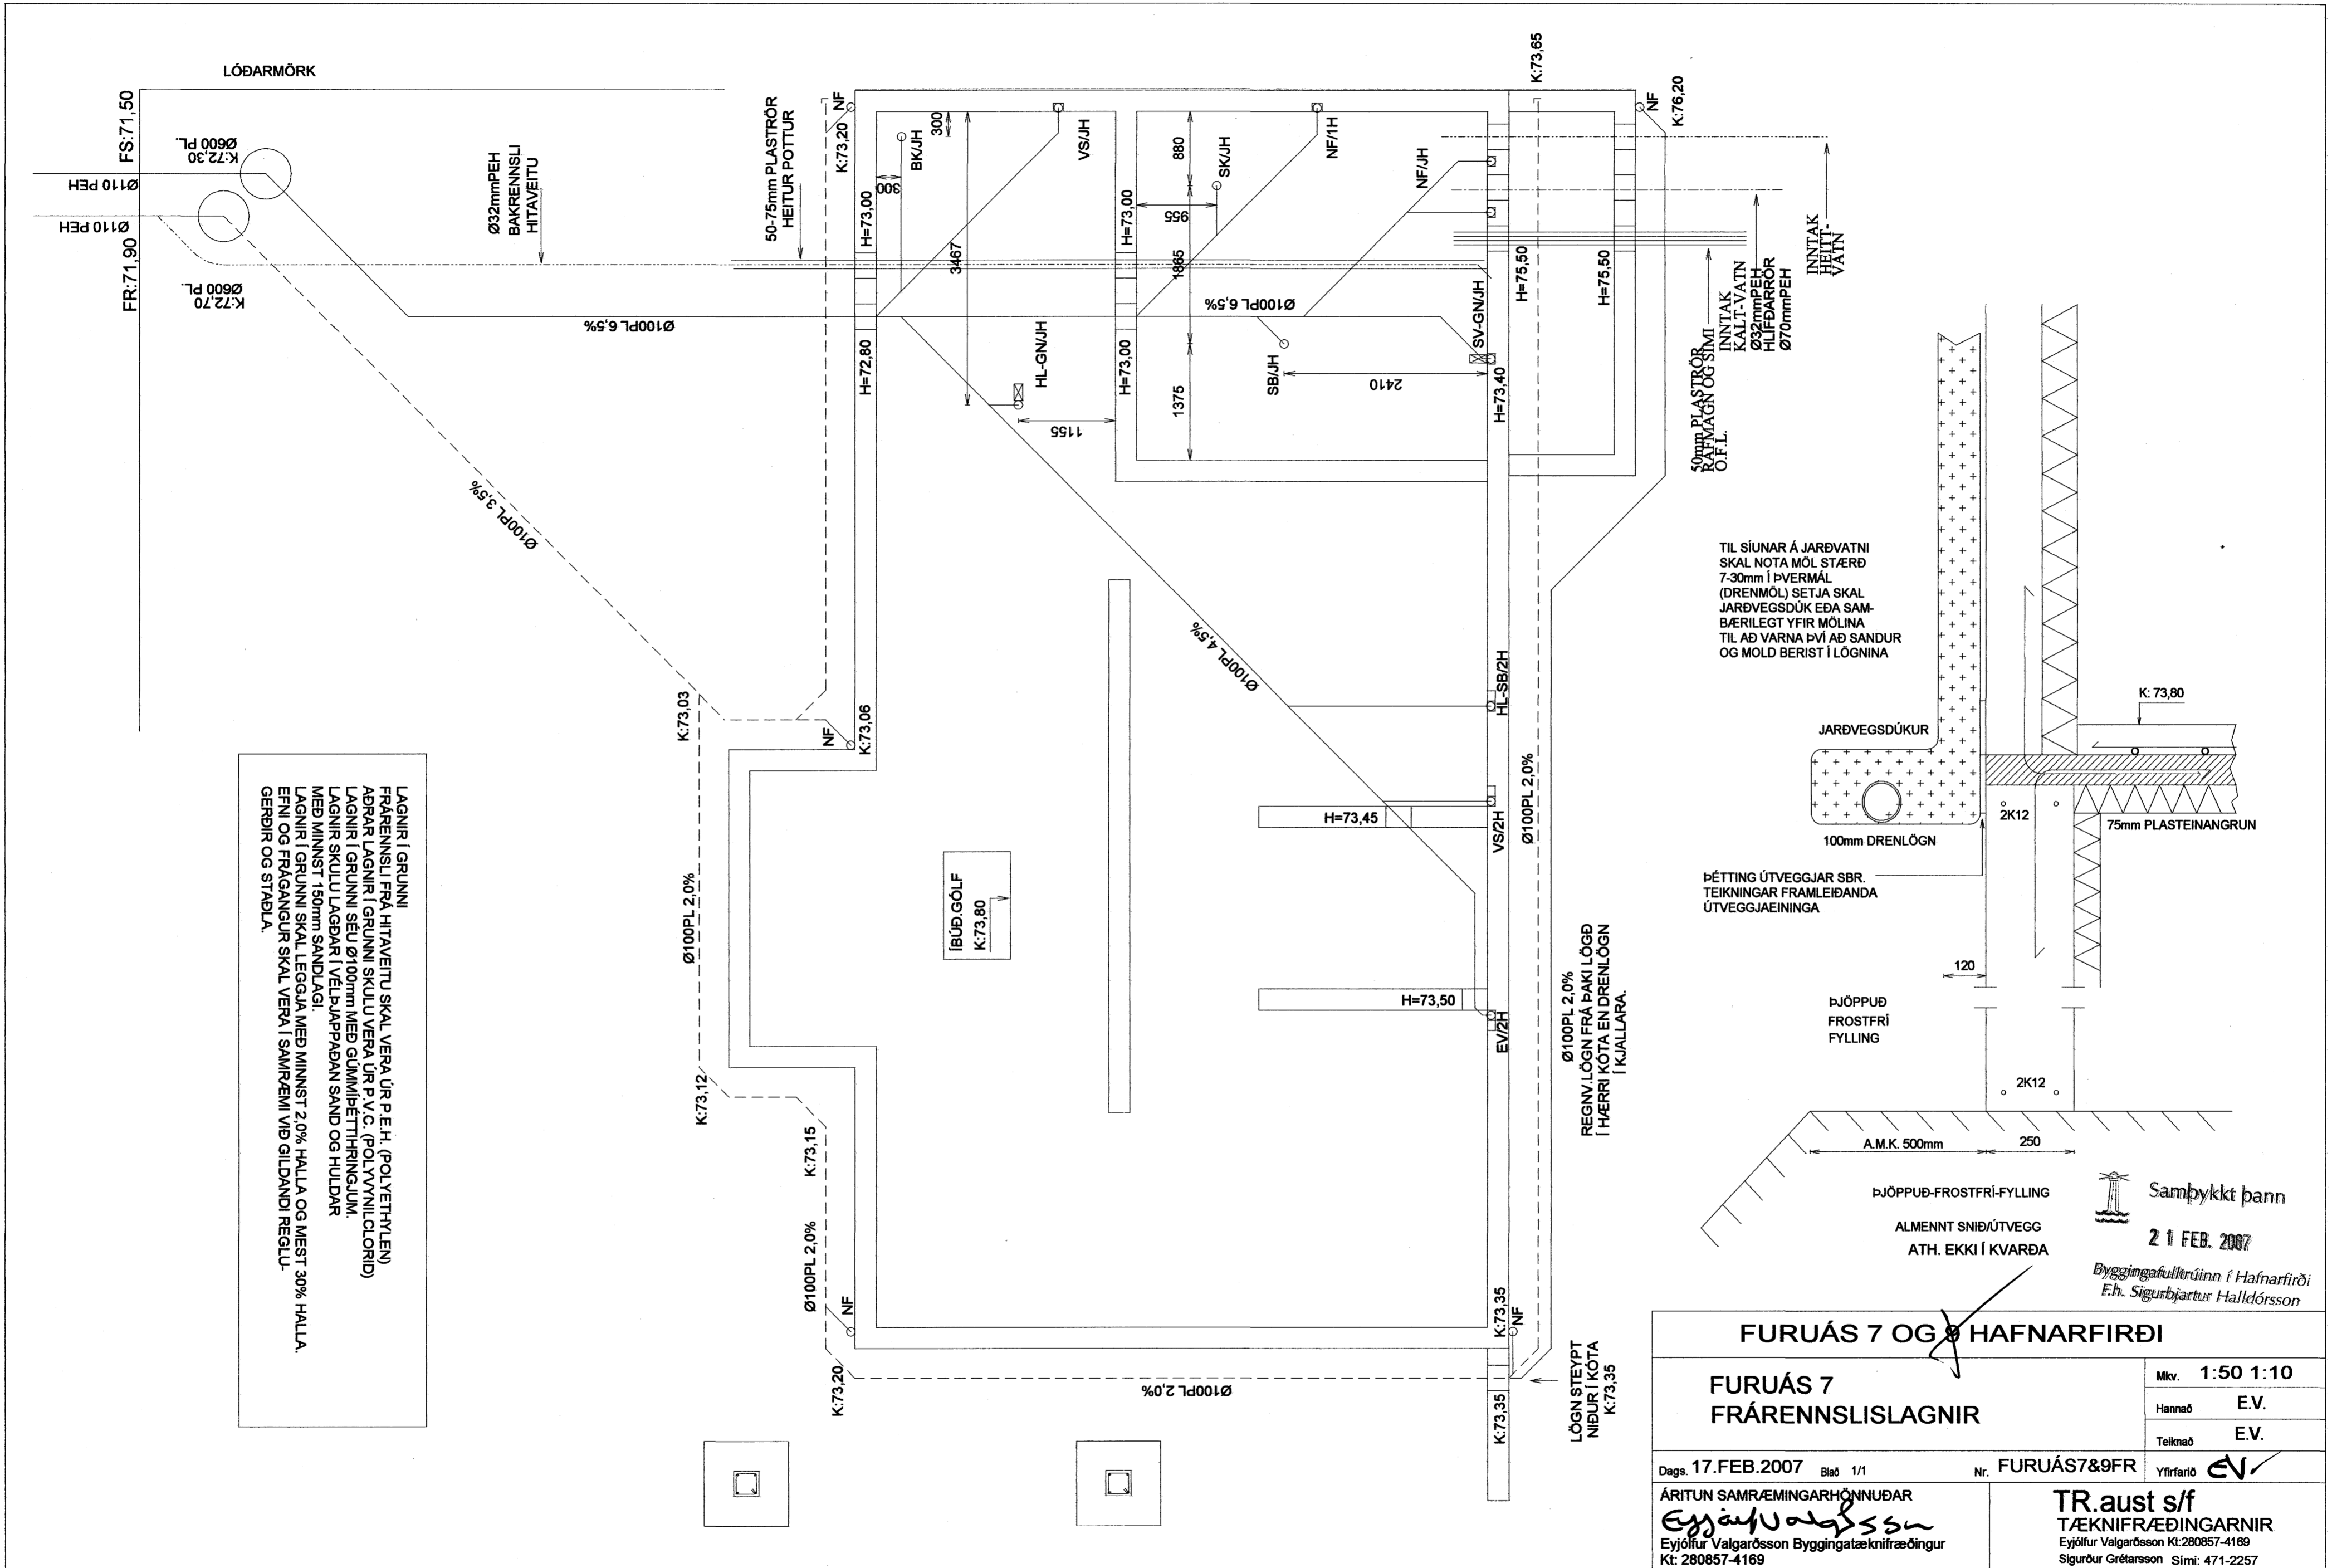 LÓÐARMÖRK
FS:71,50
FR:71,90
Ø110 PEH
Ø110 PEH
K:72,30
Ø600 PL.
K:72,70
Ø600 PL.
Ø32mmPEH
BAKRENNSLI
HITAVEITU
50-75mm PLASTRÖR
HEITUR POTTUR
K:73,20
NF
H=73,00
300
BK/JH
300
3467
VS/JH
H=73,00
880
955
SK/JH
1865
NF/1H
NF/JH
K:73,65
NF
K:76,20
Ø100PL 6,5%
H=72,80
HL-GN/JH
1155
H=73,00
Ø100PL 6,5%
1375
SB/JH
2410
SV-GN/JH
H=73,40
H=75,50
H=75,50
50mm PLASTRÖR
RAFMAGN OG SIMI
O.F.L.
INNTAK
KALT-VATN
Ø32mmPEH
HLÍFÐARRÖR
Ø70mmPEH
INNTAK
HEITT-
VATN
Ø100PL 3,5%
Ø100PL 4,5%
K:73,03
NF
K:73,06
HL-SB/2H
VS/2H
H=73,45
Ø100PL 2,0%
Ø100PL 2,0%
ÍBÚÐ.GÓLF
K:73,80
H=73,50
EV/2H
K:73,12
K:73,15
Ø100PL 2,0%
NF
K:73,20
Ø100PL 2,0%
K:73,35
NF
K:73,35
Ø100PL 2,0%
REGNV.LÖGN FRÁ ÞAKI LÖGÐ
Í HÆRRI KÓTA EN DRENLÖGN
Í KJALLARA.
LÖGN STEYPT
NIÐUR Í KÓTA
K:73,35
LAGNIR Í GRUNNI
FRÁRENNSLI FRÁ HITAVEITU SKAL VERA ÚR P.E.H. (POLYETHYLEN)
AÐRAR LAGNIR Í GRUNNI SKULU VERA ÚR P.V.C. (POLYVYNILCLORID)
LAGNIR Í GRUNNI SÉU Ø100mm MEÐ GÚMMÍÞÉTTIHRINGJUM.
LAGNIR SKULU LAGÐAR Í VÉLÞJAPPAÐAN SAND OG HULDAR
MEÐ MINNST 150mm SANDLAGI.
LAGNIR Í GRUNNI SKAL LEGGJA MEÐ MINNST 2,0% HALLA OG MEST 30% HALLA.
EFNI OG FRÁGANGUR SKAL VERA Í SAMRÆMI VIÐ GILDANDI REGLU-
GERÐIR OG STAÐLA.
TIL SÍUNAR Á JARÐVATNI
SKAL NOTA MÖL STÆRÐ
7-30mm Í ÞVERMÁL
(DRENMÖL) SETJA SKAL
JARÐVEGSDÚK EÐA SAM-
BÆRILEGT YFIR MÖLINA
TIL AÐ VARNA ÞVÍ AÐ SANDUR
OG MOLD BERIST Í LÖGNINA
K: 73,80
JARÐVEGSDÚKUR
2K12
100mm DRENLÖGN
75mm PLASTEINANGRUN
ÞÉTTING ÚTVEGGJAR SBR.
TEIKNINGAR FRAMLEIÐANDA
ÚTVEGGJAEININGA
120
ÞJÖPPUÐ
FROSTFRÍ
FYLLING
2K12
A.M.K. 500mm
250
ÞJÖPPUÐ-FROSTFRÍ-FYLLING
ALMENNT SNIÐ/ÚTVEGG
ATH. EKKI Í KVARÐA
Samþykkt þann
21 FEB. 2007
Byggingafulltrúinn í Hafnarfirði
F.h. Sigurbjartur Halldórsson
FURUÁS 7 OG 9 HAFNARFIRÐI
FURUÁS 7
FRÁRENNSLISLAGNIR
Mkv. 1:50 1:10
Hannað E.V.
Teiknað E.V.
Dags. 17.FEB.2007 Blað 1/1 Nr. FURUÁS7&9FR Yfirfarið EV
ÁRITUN SAMRÆMINGARHÖNNUÐAR
Eyjólfur Valgarðsson Byggingatæknifræðingur
Kt: 280857-4169
TR.aust s/f
TÆKNIFRÆÐINGARNIR
Eyjólfur Valgarðsson Kt:280857-4169
Sigurður Grétarsson Sími: 471-2257